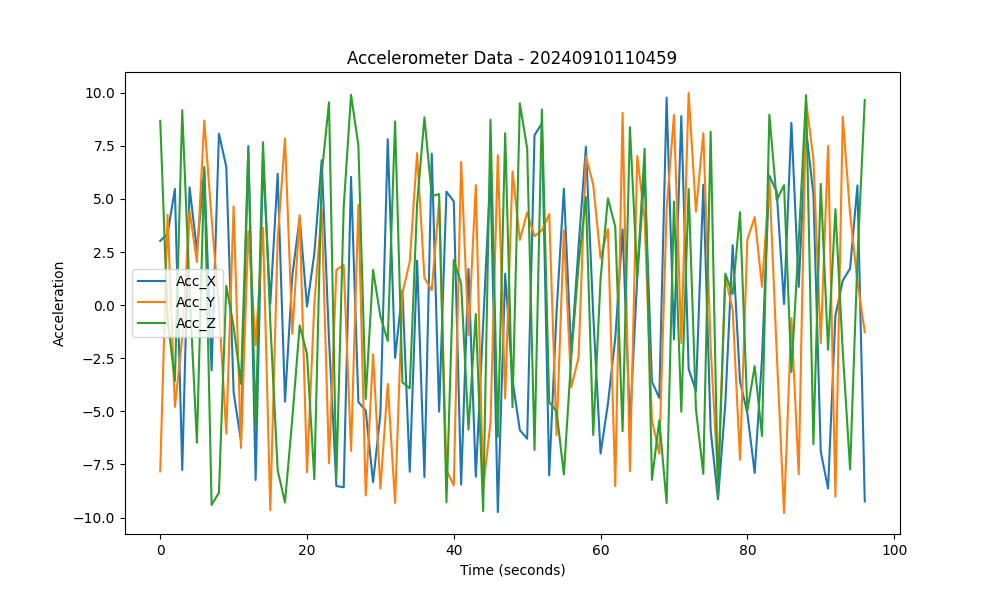 Accelerometer Data - 20240910110459
Acceleration
10.0
7.5
5.0
2.5
0.0
−2.5
−5.0
−7.5
−10.0
Acc_X
Acc_Y
Acc_Z
0 20 40 60 80 100
Time (seconds)